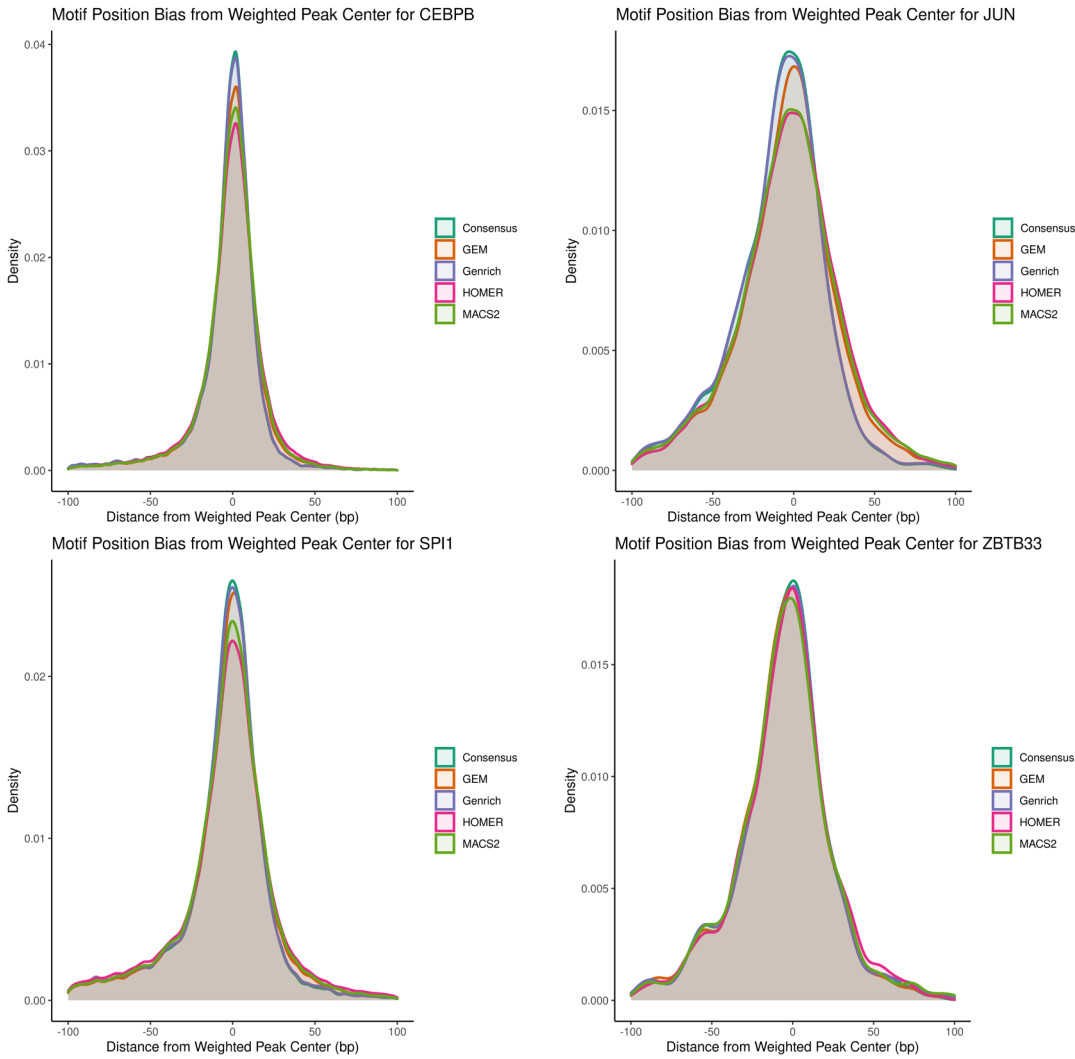 Motif Position Bias from Weighted Peak Center for CEBPB
0.04
0.03
0.02
0.01
0.00
Density
-100 -50 0 50 100
Distance from Weighted Peak Center (bp)
Consensus
GEM
Genrich
HOMER
MACS2
Motif Position Bias from Weighted Peak Center for JUN
0.015
0.010
0.005
0.000
Density
-100 -50 0 50 100
Distance from Weighted Peak Center (bp)
Consensus
GEM
Genrich
HOMER
MACS2
Motif Position Bias from Weighted Peak Center for SPI1
0.02
0.01
0.00
Density
-100 -50 0 50 100
Distance from Weighted Peak Center (bp)
Consensus
GEM
Genrich
HOMER
MACS2
Motif Position Bias from Weighted Peak Center for ZBTB33
0.015
0.010
0.005
0.000
Density
-100 -50 0 50 100
Distance from Weighted Peak Center (bp)
Consensus
GEM
Genrich
HOMER
MACS2